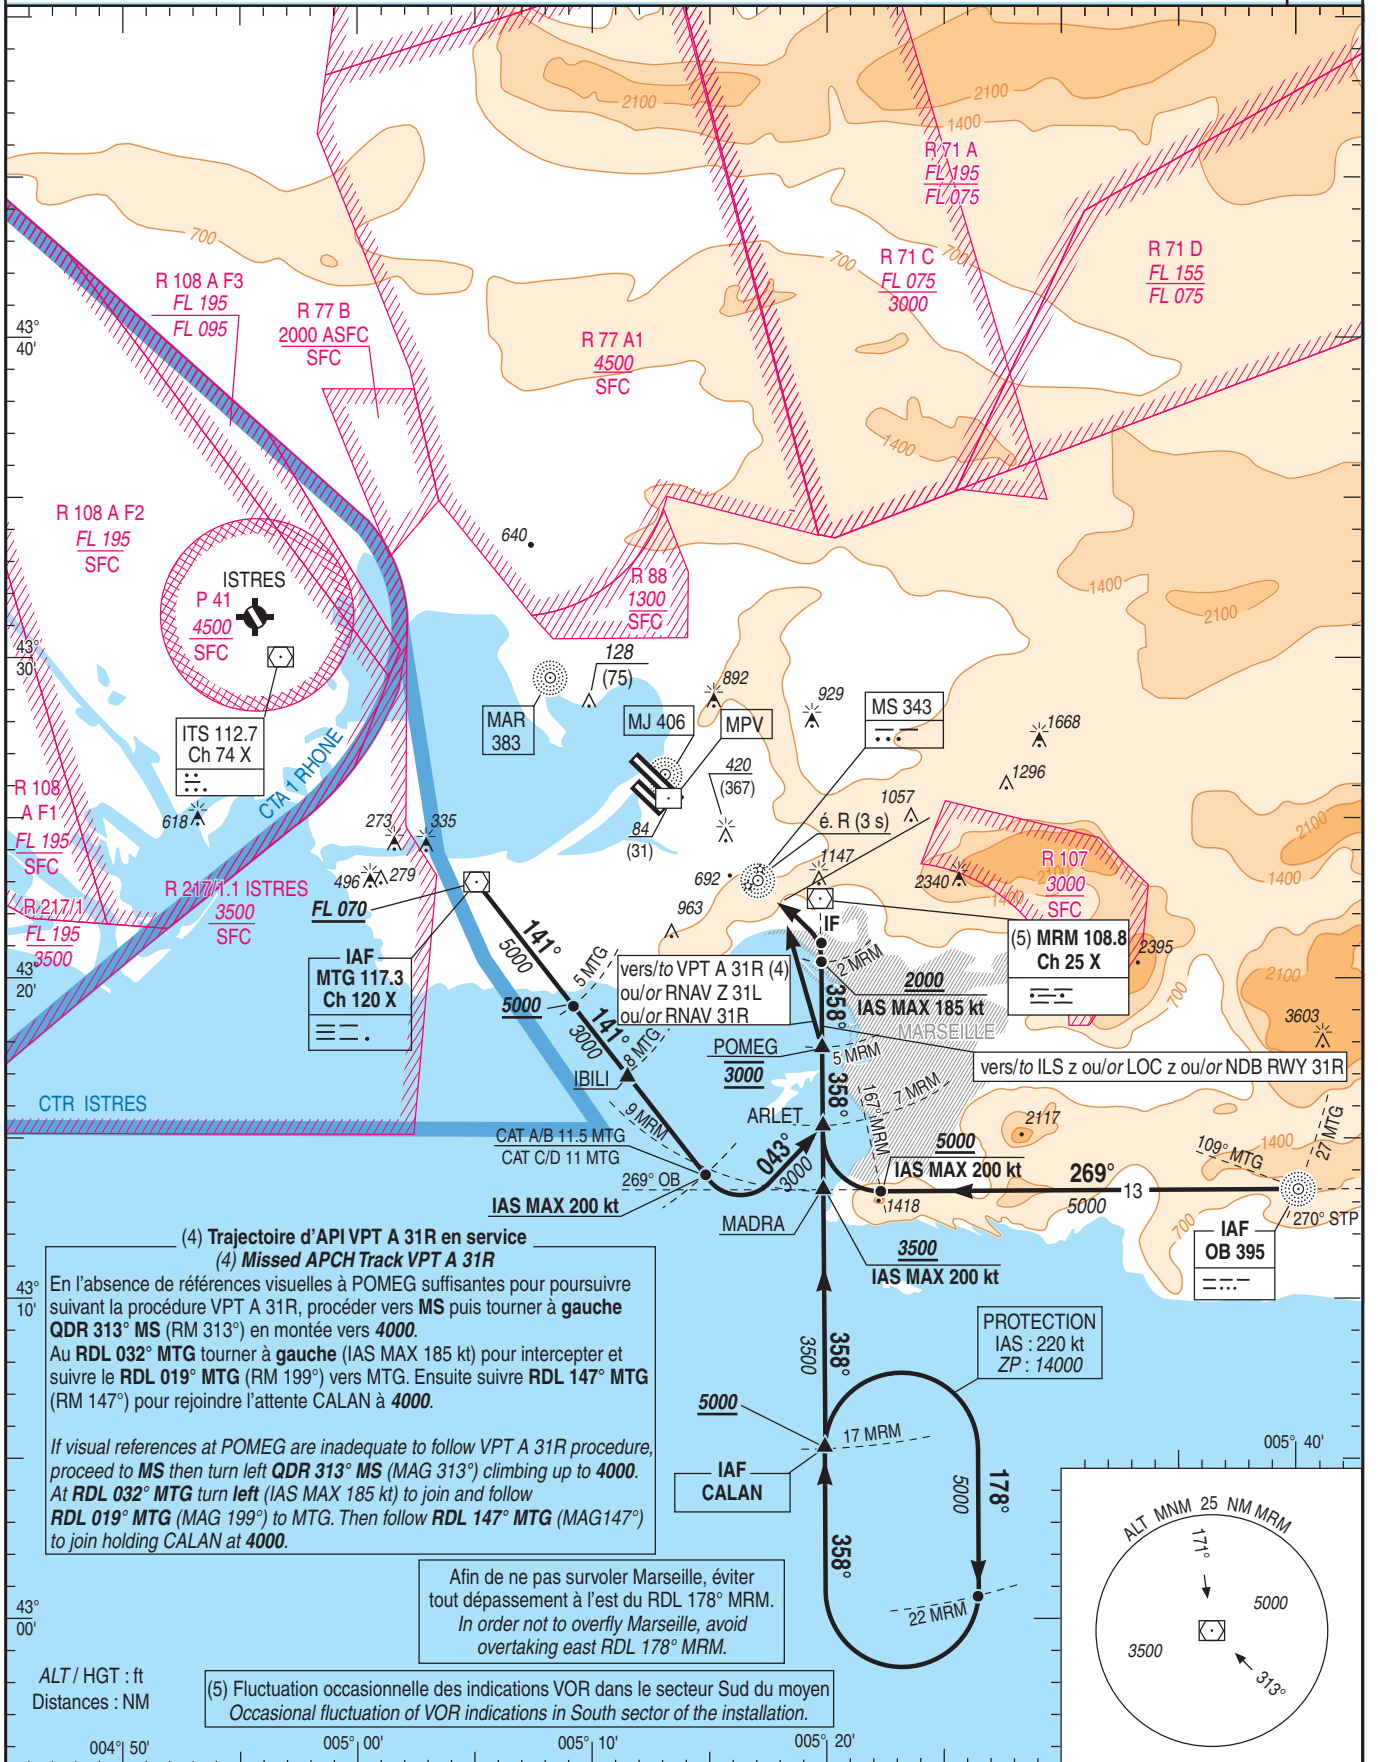 2100
2100
1400
R 71 A
FL 195
FL 075
700
700
700
R 71 C
FL 075
3000
R 71 D
FL 155
FL 075
R 108 A F3
FL 195
FL 095
R 77 B
2000 ASFC
SFC
43°
40'
R 77 A1
4500
SFC
1400
R 108 A F2
FL 195
SFC
640
ISTRES
P 41
4500
SFC
R 88
1300
SFC
1400
2100
43°
30'
128
(75)
892
929
MS 343
MAR
383
MJ 406
MPV
1668
ITS 112.7
Ch 74 X
CTA 1 RHONE
420
(367)
1296
R 108
A F1
FL 195
SFC
618
273
335
84
(31)
1057
é. R (3 s)
2100
496
279
692
1147
2340
R 107
3000
SFC
2100
1400
1400
R 217/1.1 ISTRES
3500
SFC
FL 070
R 217/1
FL 195
3500
963
IF
(5) MRM 108.8
Ch 25 X
2395
IAF
MTG 117.3
Ch 120 X
141°
5000
5 MTG
vers/to VPT A 31R (4)
ou/or RNAV Z 31L
ou/or RNAV 31R
2 MRM
2000
IAS MAX 185 kt
2100
700
43°
20'
5000
141°
3000
8 MTG
358°
MARSEILLE
3603
POMEG
3000
5 MRM
vers/to ILS z ou/or LOC z ou/or NDB RWY 31R
IBILI
358°
7 MRM
167° MRM
CTR ISTRES
9 MRM
ARLET
2117
CAT A/B 11.5 MTG
CAT C/D 11 MTG
043°
3000
5000
IAS MAX 200 kt
1400
109° MTG
27 MTG
269° OB
269°
13
5000
IAS MAX 200 kt
1418
MADRA
700
270° STP
IAF
OB 395
3500
IAS MAX 200 kt
(4) Trajectoire d'API VPT A 31R en service
(4) Missed APCH Track VPT A 31R
En l'absence de références visuelles à POMEG suffisantes pour poursuivre
suivant la procédure VPT A 31R, procéder vers MS puis tourner à gauche
QDR 313° MS (RM 313°) en montée vers 4000.
Au RDL 032° MTG tourner à gauche (IAS MAX 185 kt) pour intercepter et
suivre le RDL 019° MTG (RM 199°) vers MTG. Ensuite suivre RDL 147° MTG
(RM 147°) pour rejoindre l'attente CALAN à 4000.
If visual references at POMEG are inadequate to follow VPT A 31R procedure,
proceed to MS then turn left QDR 313° MS (MAG 313°) climbing up to 4000.
At RDL 032° MTG turn left (IAS MAX 185 kt) to join and follow
RDL 019° MTG (MAG 199°) to MTG. Then follow RDL 147° MTG (MAG147°)
to join holding CALAN at 4000.
43°
10'
358°
3500
PROTECTION
IAS : 220 kt
ZP : 14000
5000
17 MRM
IAF
CALAN
178°
5000
358°
22 MRM
005° 40'
ALT MNM 25 NM MRM
171°
5000
3500
313°
Afin de ne pas survoler Marseille, éviter
tout dépassement à l'est du RDL 178° MRM.
In order not to overfly Marseille, avoid
overtaking east RDL 178° MRM.
43°
00'
ALT / HGT : ft
Distances : NM
(5) Fluctuation occasionnelle des indications VOR dans le secteur Sud du moyen
Occasional fluctuation of VOR indications in South sector of the installation.
004° 50'
005° 00'
005° 10'
005° 20'